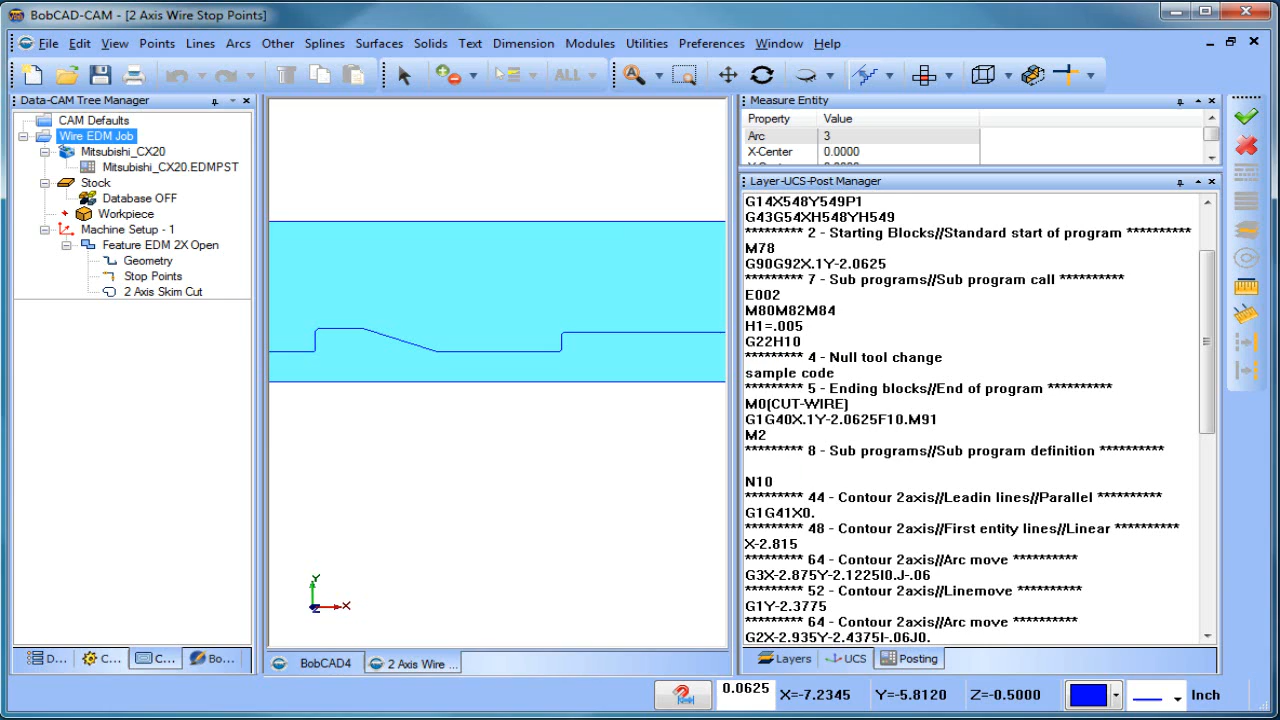 BobCAD-CAM - [2 Axis Wire Stop Points]
File Edit View Points Lines Arcs Other Splines Surfaces Solids Text Dimension Modules Utilities Preferences Window Help
ALL
Data-CAM Tree Manager
CAM Defaults
Wire EDM Job
Mitsubishi_CX20
Mitsubishi_CX20.EDMPST
Stock
Database OFF
Workpiece
Machine Setup - 1
Feature EDM 2X Open
Geometry
Stop Points
2 Axis Skim Cut
D... C... C... Bo...
Y
X
Z
BobCAD4 2 Axis Wire ...
Measure Entity
Property Value
Arc 3
X-Center 0.0000
Layer-UCS-Post Manager
G14X548Y549P1
G43G54XH548YH549
********* 2 - Starting Blocks//Standard start of program **********
M78
G90G92X.1Y-2.0625
********* 7 - Sub programs//Sub program call **********
E002
M80M82M84
H1=.005
G22H10
********* 4 - Null tool change
sample code
********* 5 - Ending blocks//End of program **********
M0(CUT-WIRE)
G1G40X.1Y-2.0625F10.M91
M2
********* 8 - Sub programs//Sub program definition **********
N10
********* 44 - Contour 2axis//Leadin lines//Parallel **********
G1G41X0.
********* 48 - Contour 2axis//First entity lines//Linear **********
X-2.815
********* 64 - Contour 2axis//Arc move **********
G3X-2.875Y-2.1225I0.J-.06
********* 52 - Contour 2axis//Linemove **********
G1Y-2.3775
********* 64 - Contour 2axis//Arc move **********
G2X-2.935Y-2.4375I-.06J0.
Layers UCS Posting
0.0625 X=-7.2345 Y=-5.8120 Z=-0.5000 Inch